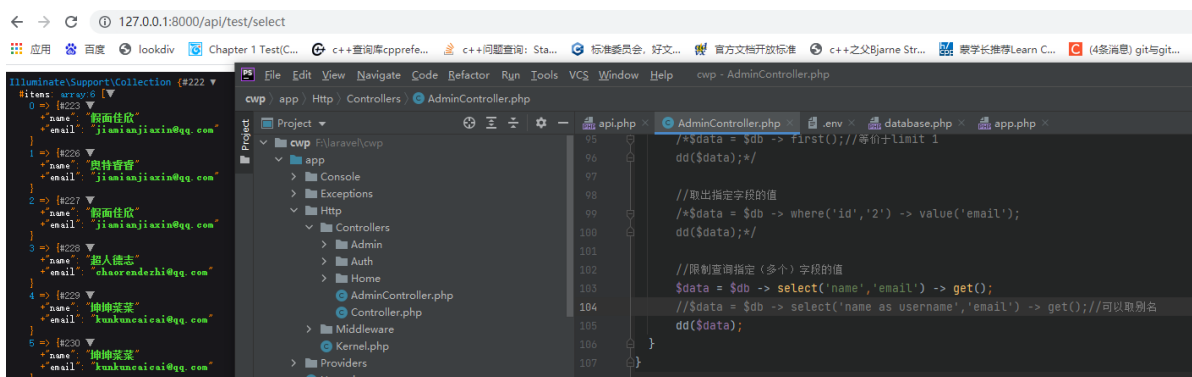 127.0.0.1:8000/api/test/select
应用 百度 lookdiv Chapter 1 Test(C... c++查询库cpprefe... c++问题查询: Sta... 标准委员会, 好文... 官方文档开放标准 c++之父Bjarne Str... 蒙学长推荐Learn C... (4条消息) git与git...
Illuminate\Support\Collection {#222 ▼
#items: array:6 [▼
0 => {#223 ▼
+"name": "假面佳欣"
+"email": "jiamianjiaxin@qq.com"
}
1 => {#226 ▼
+"name": "奥特睿睿"
+"email": "jiamianjiaxin@qq.com"
}
2 => {#227 ▼
+"name": "假面佳欣"
+"email": "jiamianjiaxin@qq.com"
}
3 => {#228 ▼
+"name": "超人德志"
+"email": "chaorendezhi@qq.com"
}
4 => {#229 ▼
+"name": "坤坤菜菜"
+"email": "kunkuncaicai@qq.com"
}
5 => {#230 ▼
+"name": "坤坤菜菜"
+"email": "kunkuncaicai@qq.com"
PS File Edit View Navigate Code Refactor Run Tools VCS Window Help cwp - AdminController.php
cwp app Http Controllers AdminController.php
Project
Project
api.php AdminController.php .env database.php app.php
cwp F:\laravel\cwp
app
Console
Exceptions
Http
Controllers
Admin
Auth
Home
AdminController.php
Controller.php
Middleware
Kernel.php
Providers
95 /*$data = $db -> first();//等价于limit 1
96 dd($data);*/
97
98 //取出指定字段的值
99 /*$data = $db -> where('id','2') -> value('email');
100 dd($data);*/
101
102 //限制查询指定（多个）字段的值
103 $data = $db -> select('name','email') -> get();
104 //$data = $db -> select('name as username','email') -> get();//可以取别名
105 dd($data);
106 }
107 }